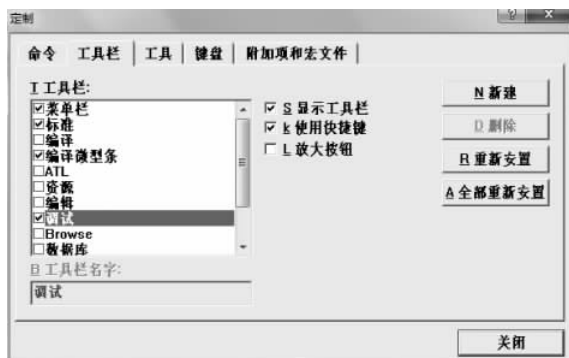 定制
命令 工具栏 工具 键盘 附加项和宏文件
T工具栏:
菜单栏
标准
编译
编译微型条
ATL
资源
编辑
调试
Browse
数据库
S 显示工具栏
k 使用快捷键
L 放大按钮
N 新建
D 删除
R 重新安置
A 全部重新安置
B 工具栏名字:
调试
关闭